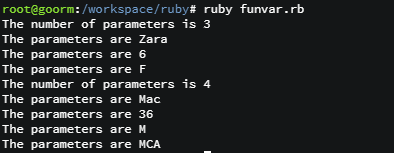 root@goorm:/workspace/ruby# ruby funvar.rb
The number of parameters is 3
The parameters are Zara
The parameters are 6
The parameters are F
The number of parameters is 4
The parameters are Mac
The parameters are 36
The parameters are M
The parameters are MCA